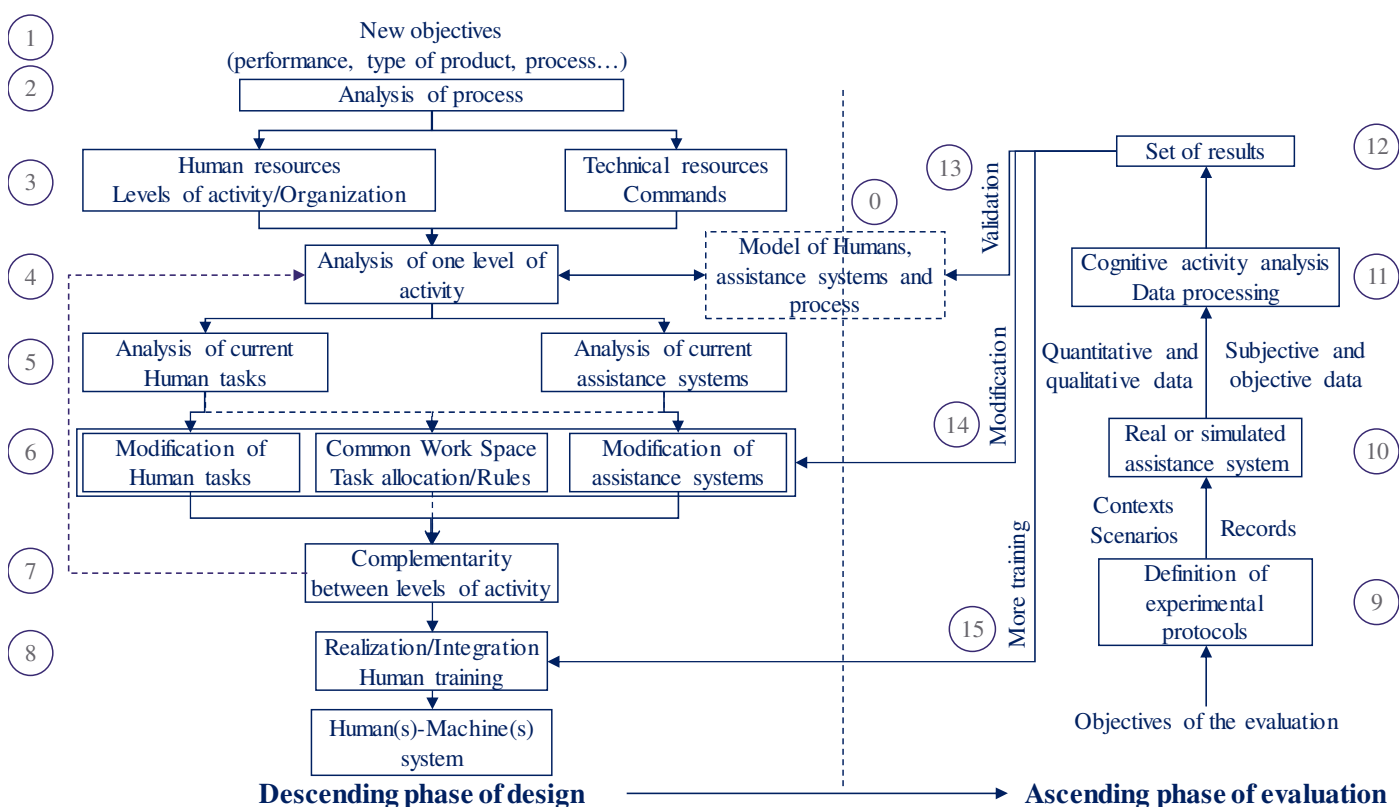 1
New objectives
(performance, type of product, process…)
2
Analysis of process
3
Human resources
Levels of activity/Organization
Technical resources
Commands
4
Analysis of one level of
activity
0
Model of Humans,
assistance systems and
process
5
Analysis of current
Human tasks
Analysis of current
assistance systems
6
Modification of
Human tasks
Common Work Space
Task allocation/Rules
Modification of
assistance systems
7
Complementarity
between levels of activity
8
Realization/Integration
Human training
Human(s)-Machine(s)
system
13
Validation
14
Modification
15
More training
12
Set of results
11
Cognitive activity analysis
Data processing
Quantitative and
qualitative data
Subjective and
objective data
10
Real or simulated
assistance system
Contexts
Scenarios
Records
9
Definition of
experimental
protocols
Objectives of the evaluation
Descending phase of design
Ascending phase of evaluation